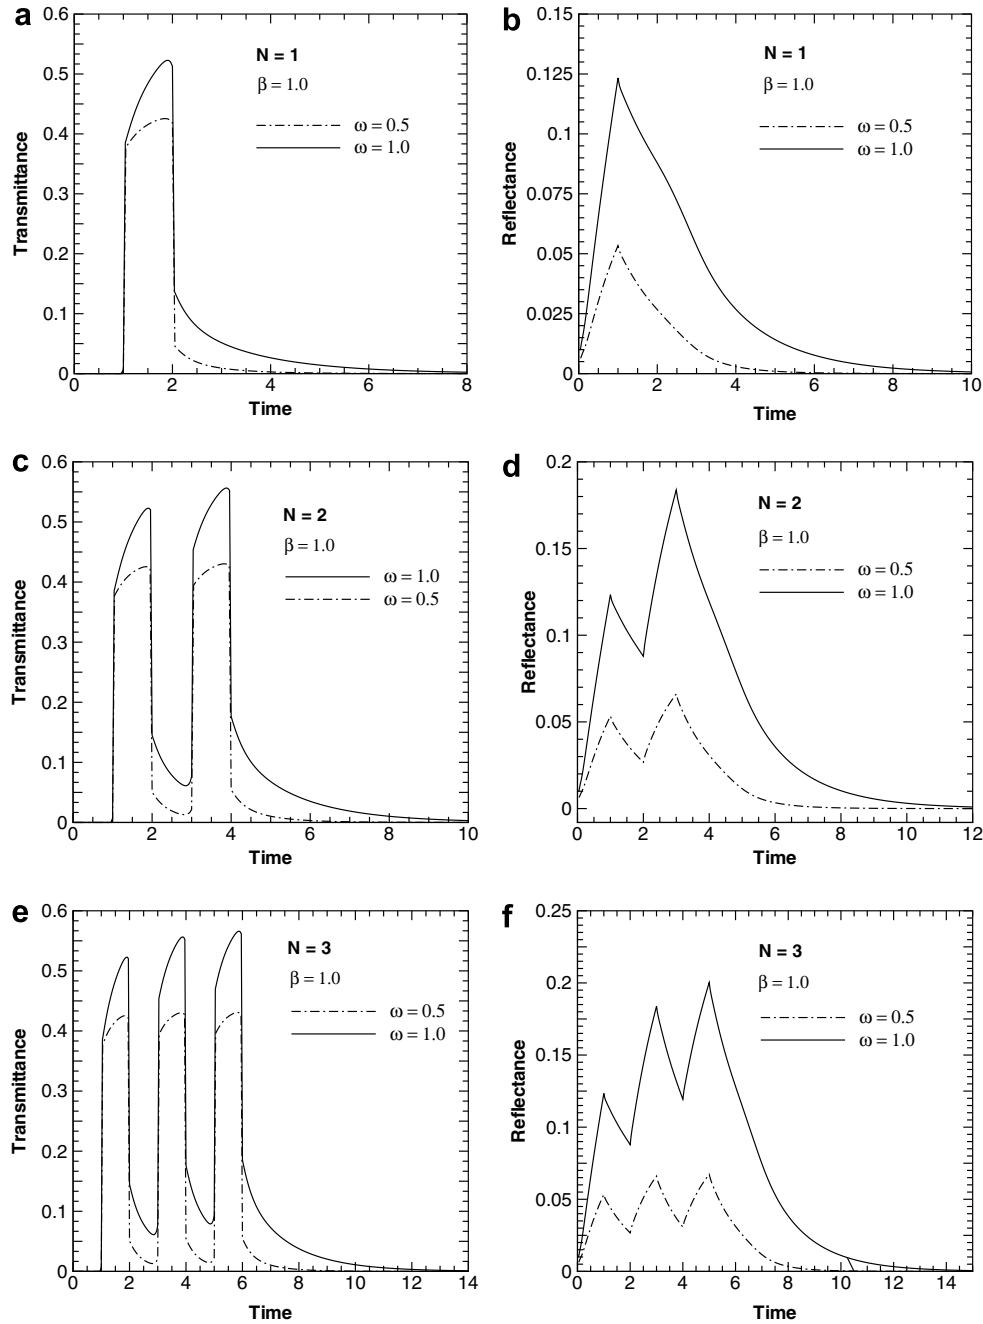 a
0.6
0.5
0.4
0.3
0.2
0.1
0
Transmittance
N = 1
β = 1.0
ω = 0.5
ω = 1.0
0 2 4 6 8
Time
b
0.15
0.125
0.1
0.075
0.05
0.025
0
Reflectance
N = 1
β = 1.0
ω = 0.5
ω = 1.0
0 2 4 6 8 10
Time
c
0.6
0.5
0.4
0.3
0.2
0.1
0
Transmittance
N = 2
β = 1.0
ω = 1.0
ω = 0.5
0 2 4 6 8 10
Time
d
0.2
0.15
0.1
0.05
0
Reflectance
N = 2
β = 1.0
ω = 0.5
ω = 1.0
0 2 4 6 8 10 12
Time
e
0.6
0.5
0.4
0.3
0.2
0.1
0
Transmittance
N = 3
β = 1.0
ω = 0.5
ω = 1.0
0 2 4 6 8 10 12 14
Time
f
0.25
0.2
0.15
0.1
0.05
0
Reflectance
N = 3
β = 1.0
ω = 0.5
ω = 1.0
0 2 4 6 8 10 12 14
Time